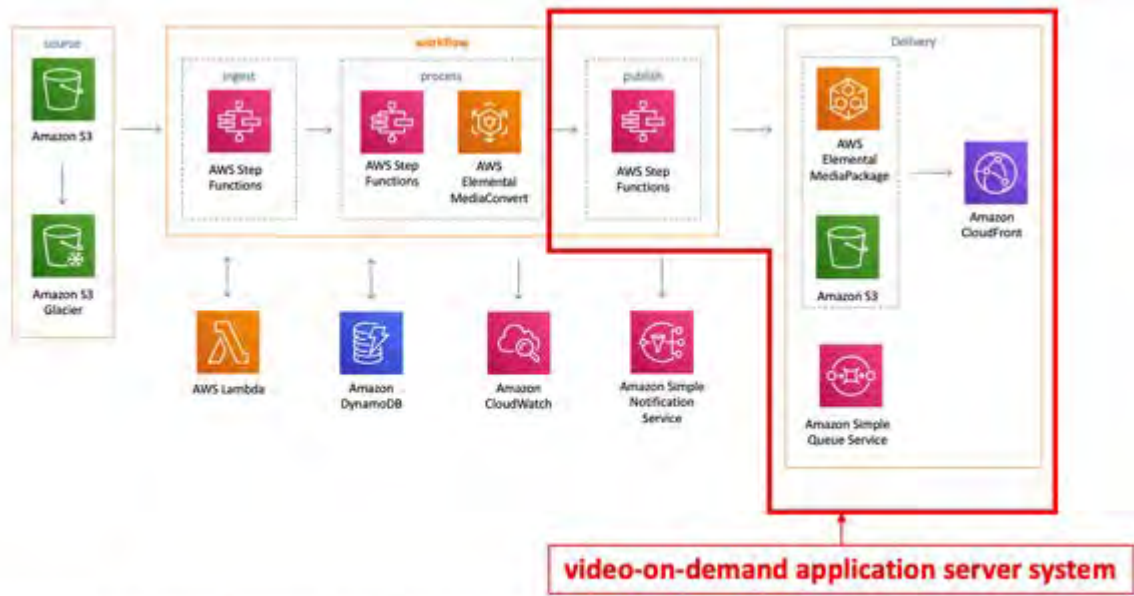 source
Amazon S3
Amazon S3
Glacier
workflow
ingest
AWS Step
Functions
process
AWS Step
Functions
AWS
Elemental
MediaConvert
publish
AWS Step
Functions
AWS Lambda
Amazon
DynamoDB
Amazon
CloudWatch
Amazon Simple
Notification
Service
Delivery
AWS
Elemental
MediaPackage
Amazon S3
Amazon
CloudFront
Amazon Simple
Queue Service
video-on-demand application server system